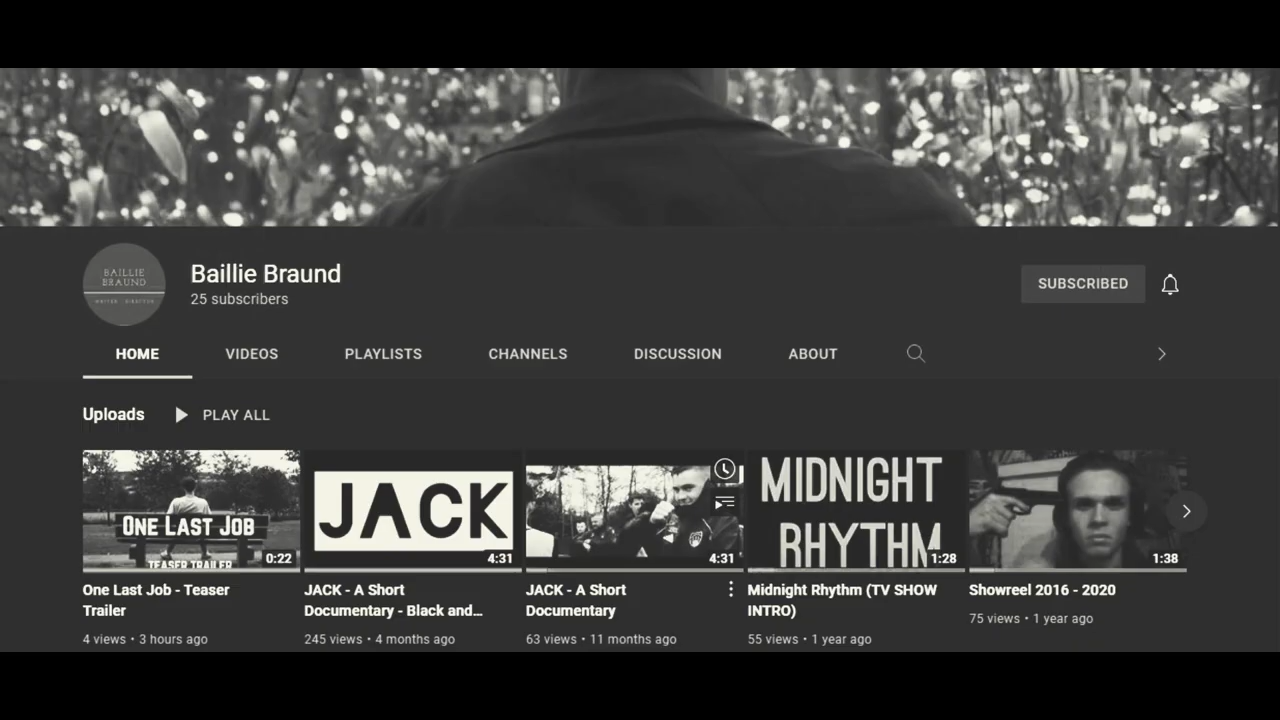 BAILLIE
BRAUND
WRITER · DIRECTOR
Baillie Braund
25 subscribers
SUBSCRIBED
HOME
VIDEOS
PLAYLISTS
CHANNELS
DISCUSSION
ABOUT
Uploads
PLAY ALL
ONE LAST JOB
TEASER TRAILER
0:22
JACK
4:31
4:31
MIDNIGHT
RHYTHM
1:28
1:38
One Last Job - Teaser
Trailer
4 views • 3 hours ago
JACK - A Short
Documentary - Black and...
245 views • 4 months ago
JACK - A Short
Documentary
63 views • 11 months ago
Midnight Rhythm (TV SHOW
INTRO)
55 views • 1 year ago
Showreel 2016 - 2020
75 views • 1 year ago